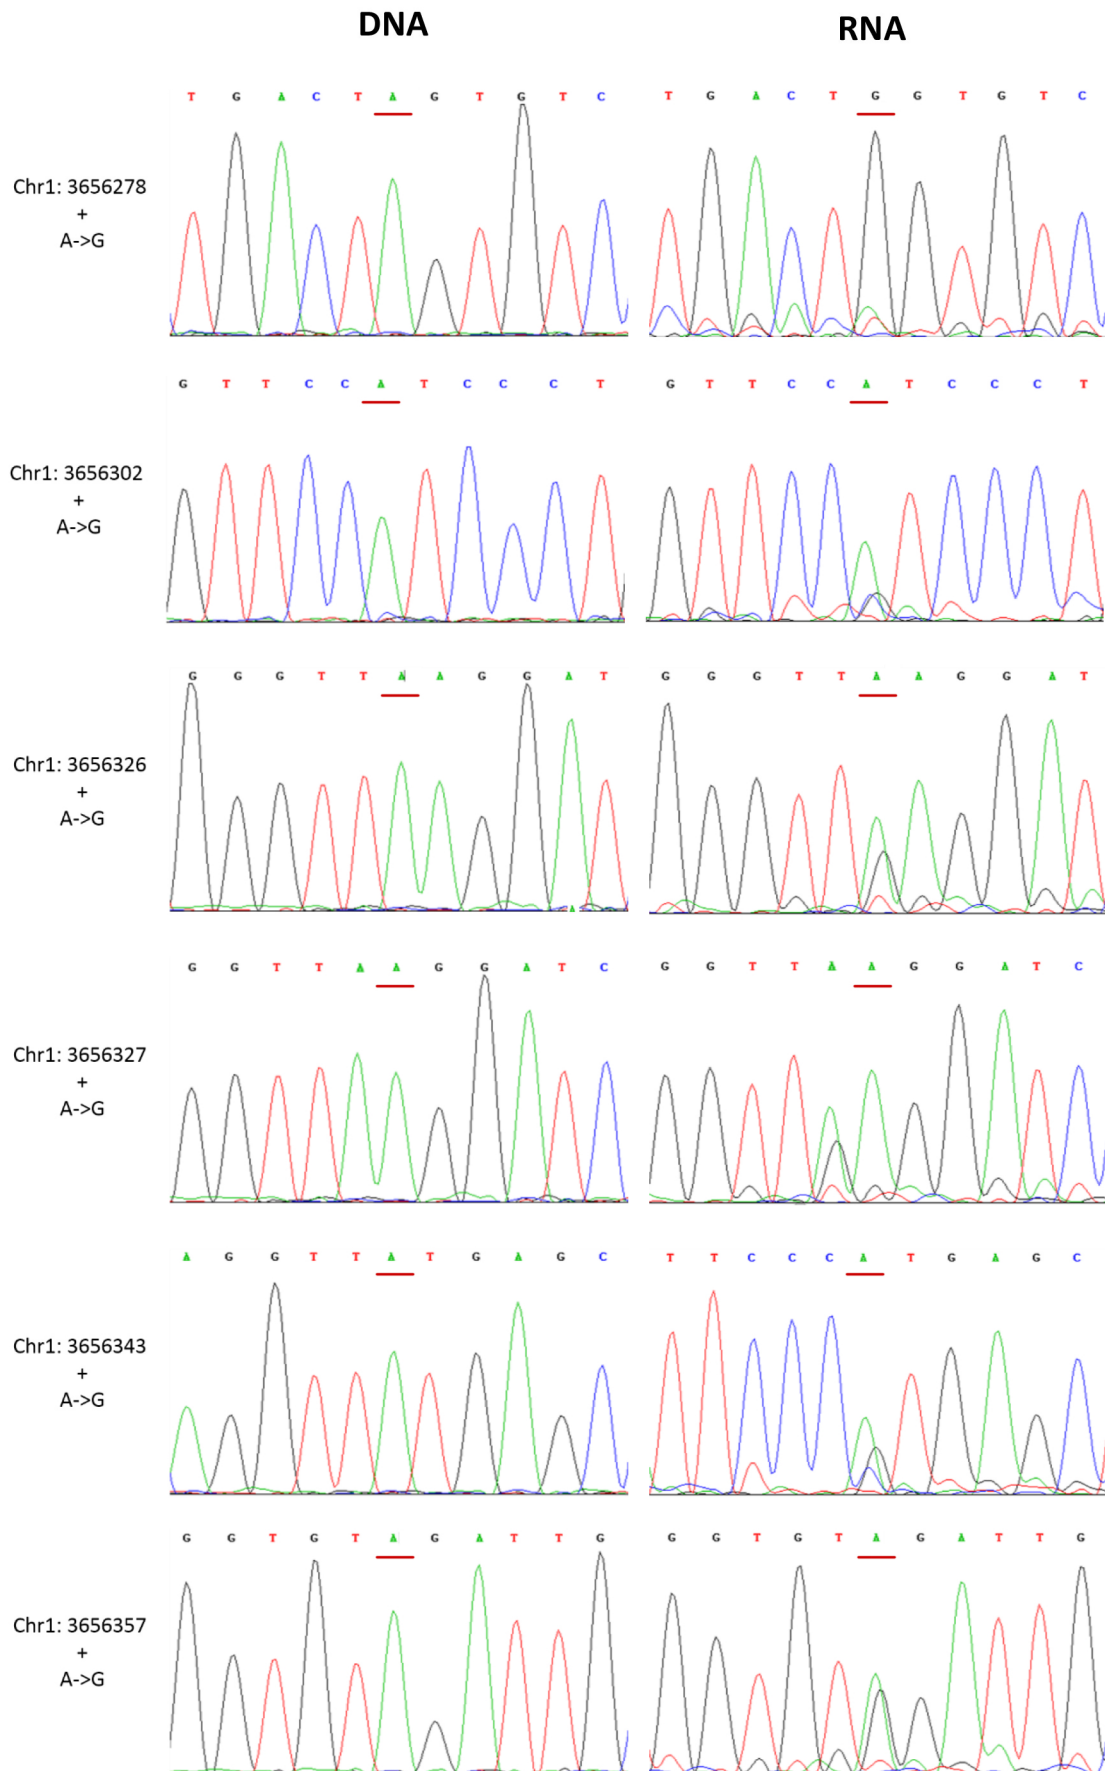 DNA RNA
T G A C T A G T G T C T G A C T G G T G T C
Chr1: 3656278
+
A->G
G T T C C A T C C C T G T T C C A T C C C T
Chr1: 3656302
+
A->G
G G G T T A A G G A T G G G T T A A G G A T
Chr1: 3656326
+
A->G
A
G G T T A A G G A T C G G T T A A G G A T C
Chr1: 3656327
+
A->G
A G G T T A T G A G C T T C C C A T G A G C
Chr1: 3656343
+
A->G
G G T G T A G A T T G G G T G T A G A T T G
Chr1: 3656357
+
A->G